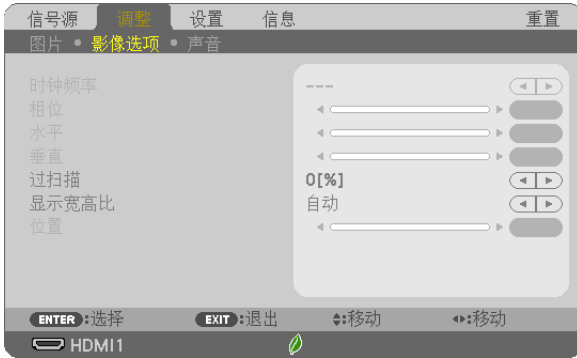 信号源 调整 设置 信息 重置
图片 • 影像选项 • 声音
时钟频率 ---
相位
水平
垂直
过扫描 0[%]
显示宽高比 自动
位置
ENTER:选择 EXIT:退出 :移动 :移动
HDMI1